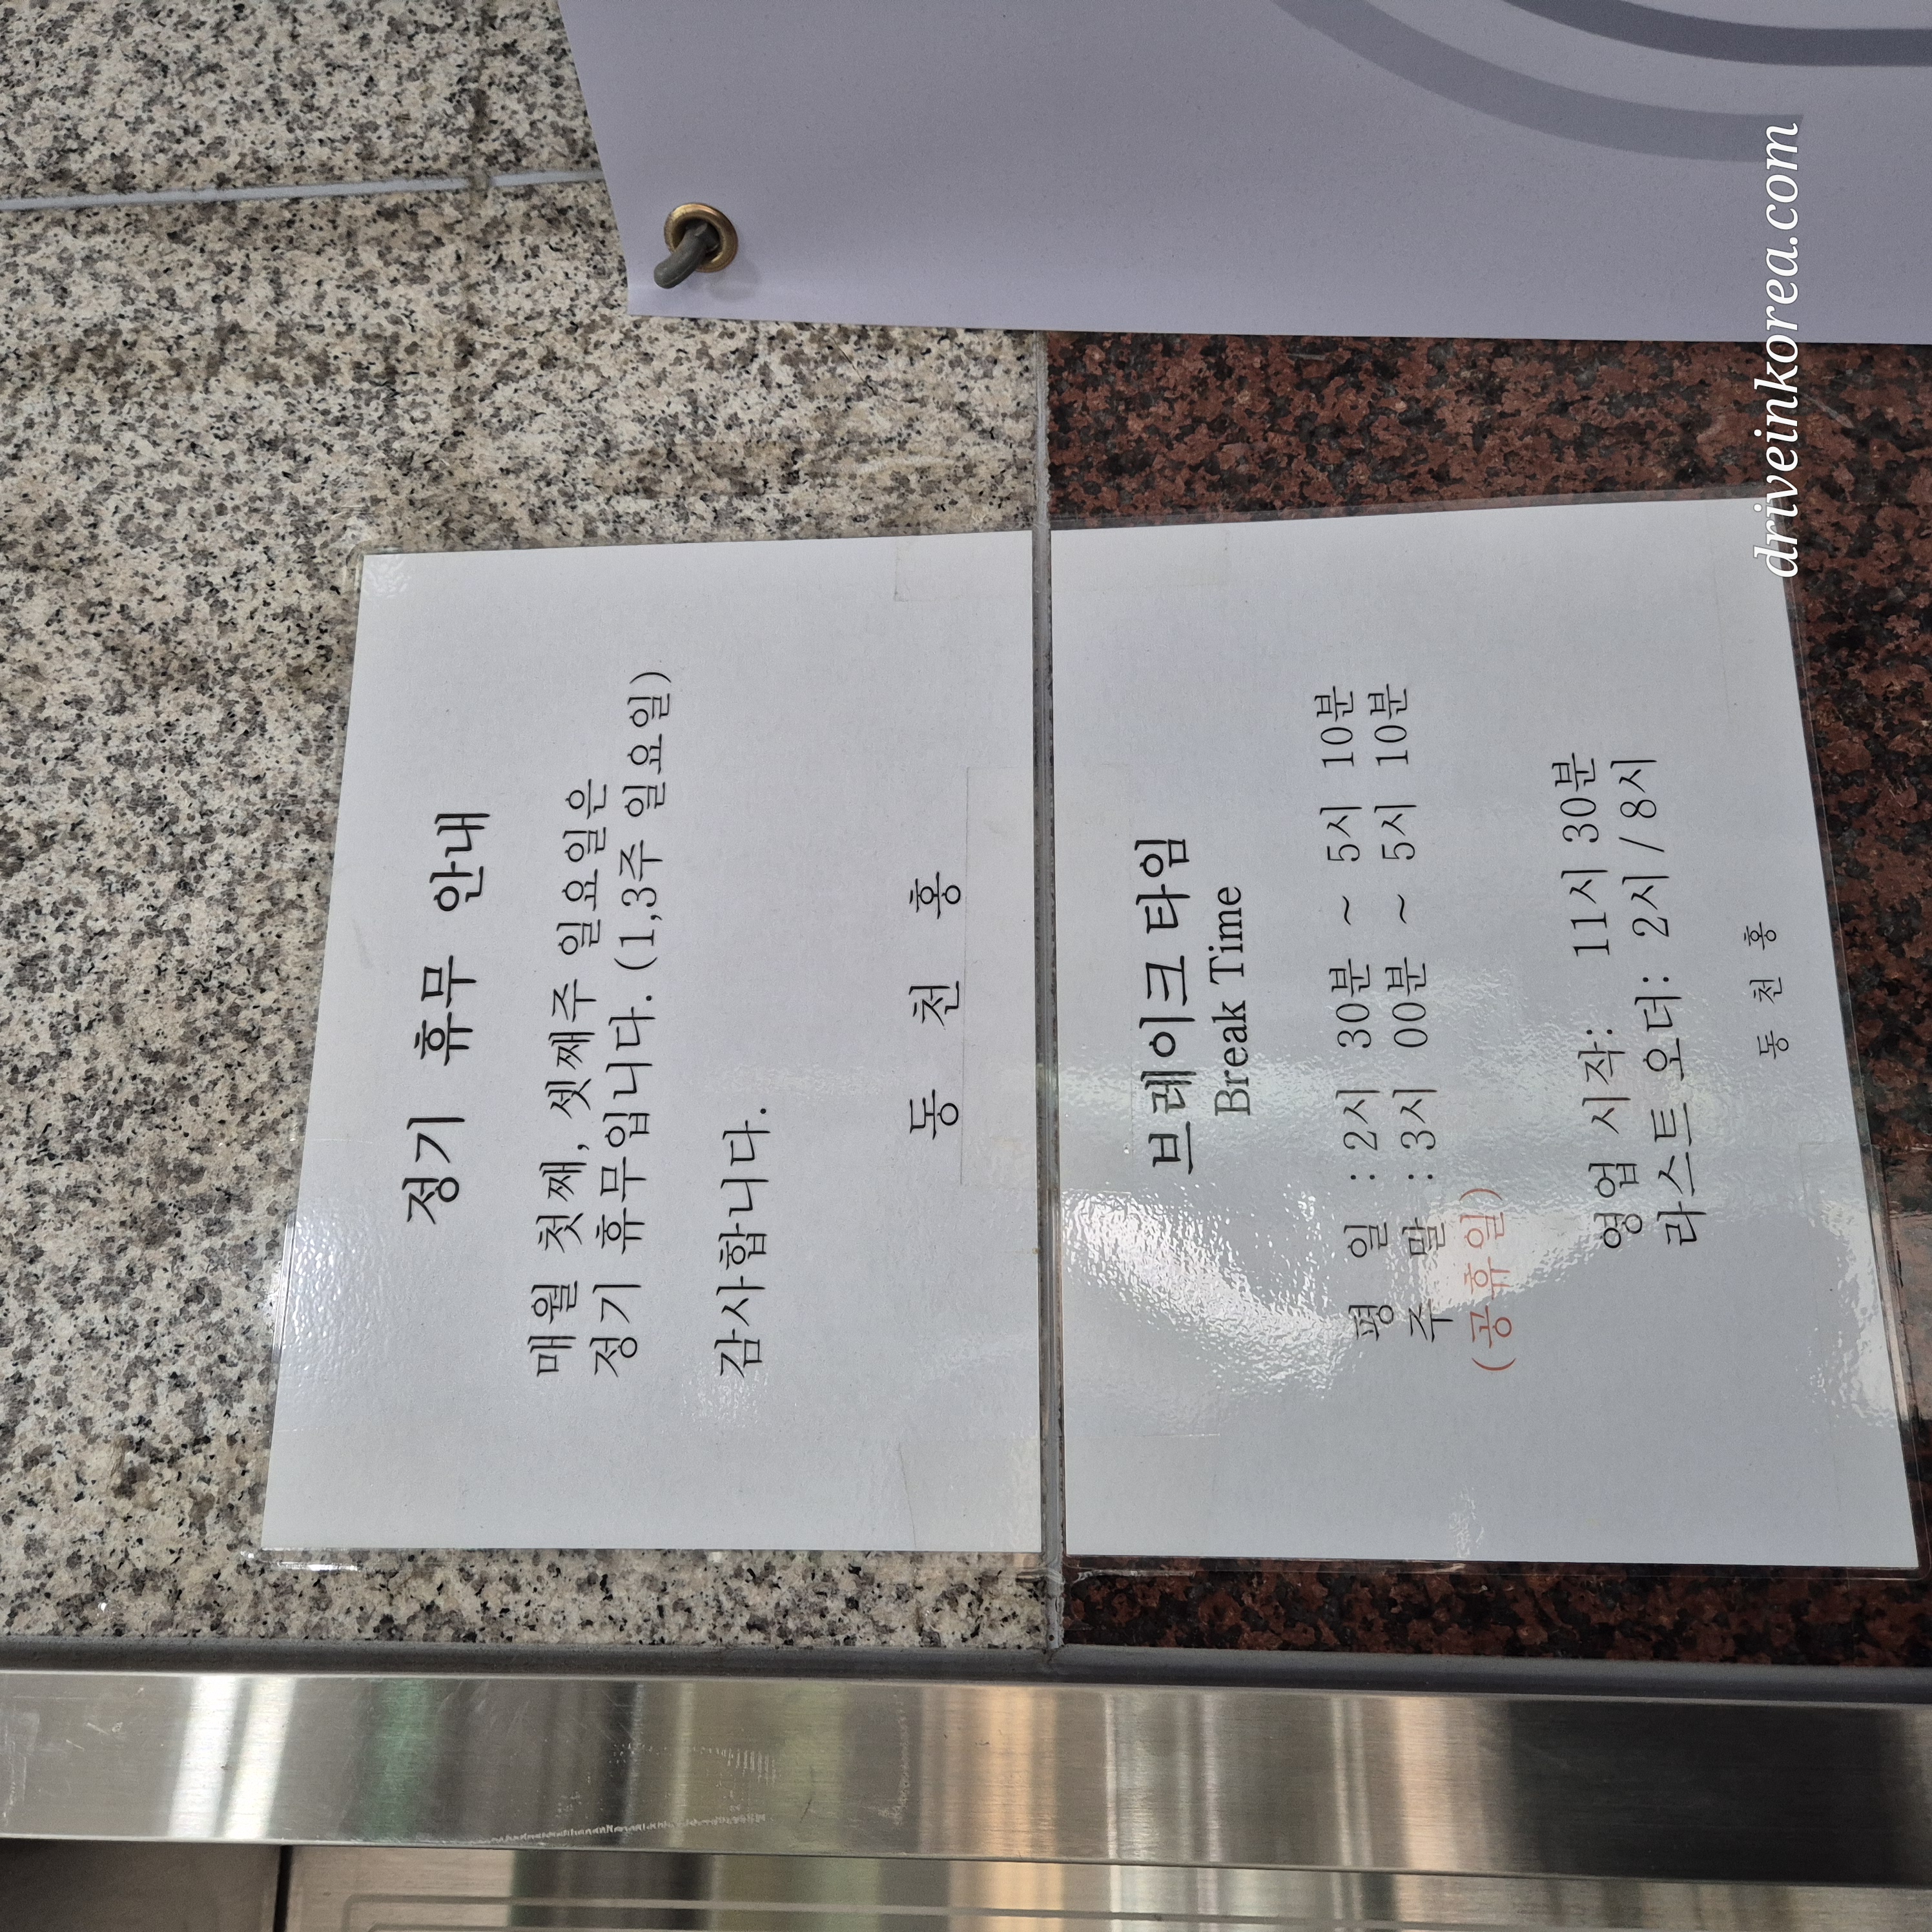 정기 휴무 안내
매월 첫째, 셋째주 일요일은
정기 휴무입니다. (1,3주 일요일)
감사합니다.
동 천 홍
브레이크 타임
Break Time
평 일 : 2시 30분 ~ 5시 10분
주 말 : 3시 00분 ~ 5시 10분
(공휴일)
영업 시작: 11시 30분
라스트 오더: 2시 / 8시
동 천 홍
driveinkorea.com